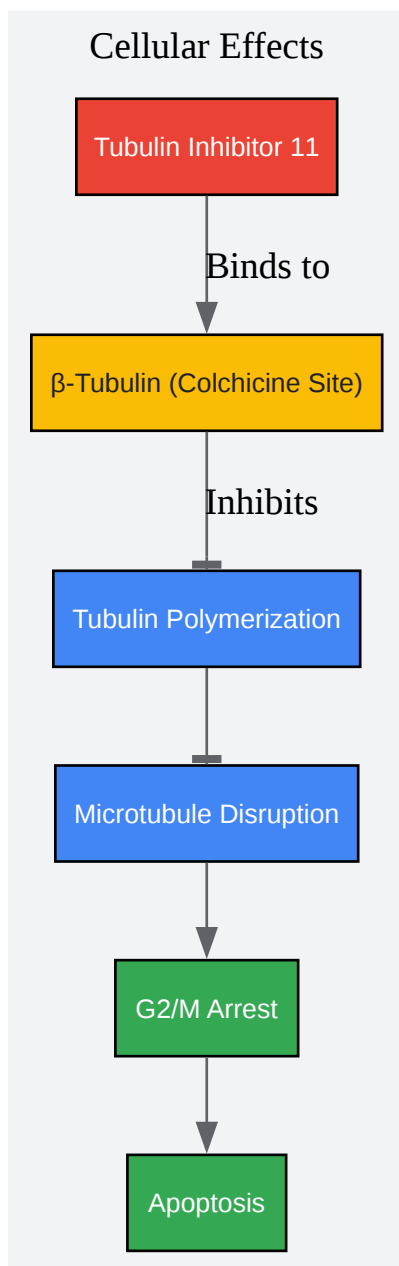 Cellular Effects
Tubulin Inhibitor 11
Binds to
β-Tubulin (Colchicine Site)
Inhibits
Tubulin Polymerization
Microtubule Disruption
G2/M Arrest
Apoptosis